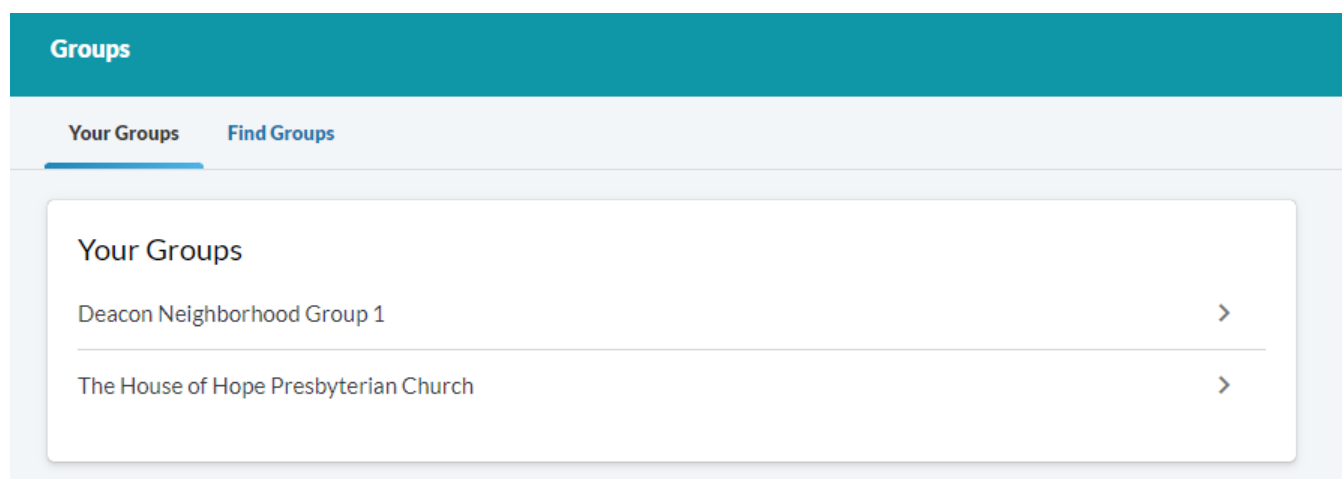 Groups
Your Groups Find Groups
Your Groups
Deacon Neighborhood Group 1
The House of Hope Presbyterian Church